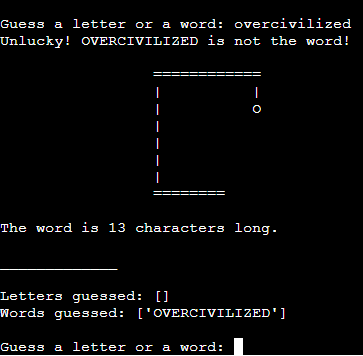 Guess a letter or a word: overcivilized
Unlucky! OVERCIVILIZED is not the word!
============
|          |
|          O
|
|
|
|
========
The word is 13 characters long.
_____________
Letters guessed: []
Words guessed: ['OVERCIVILIZED']
Guess a letter or a word: